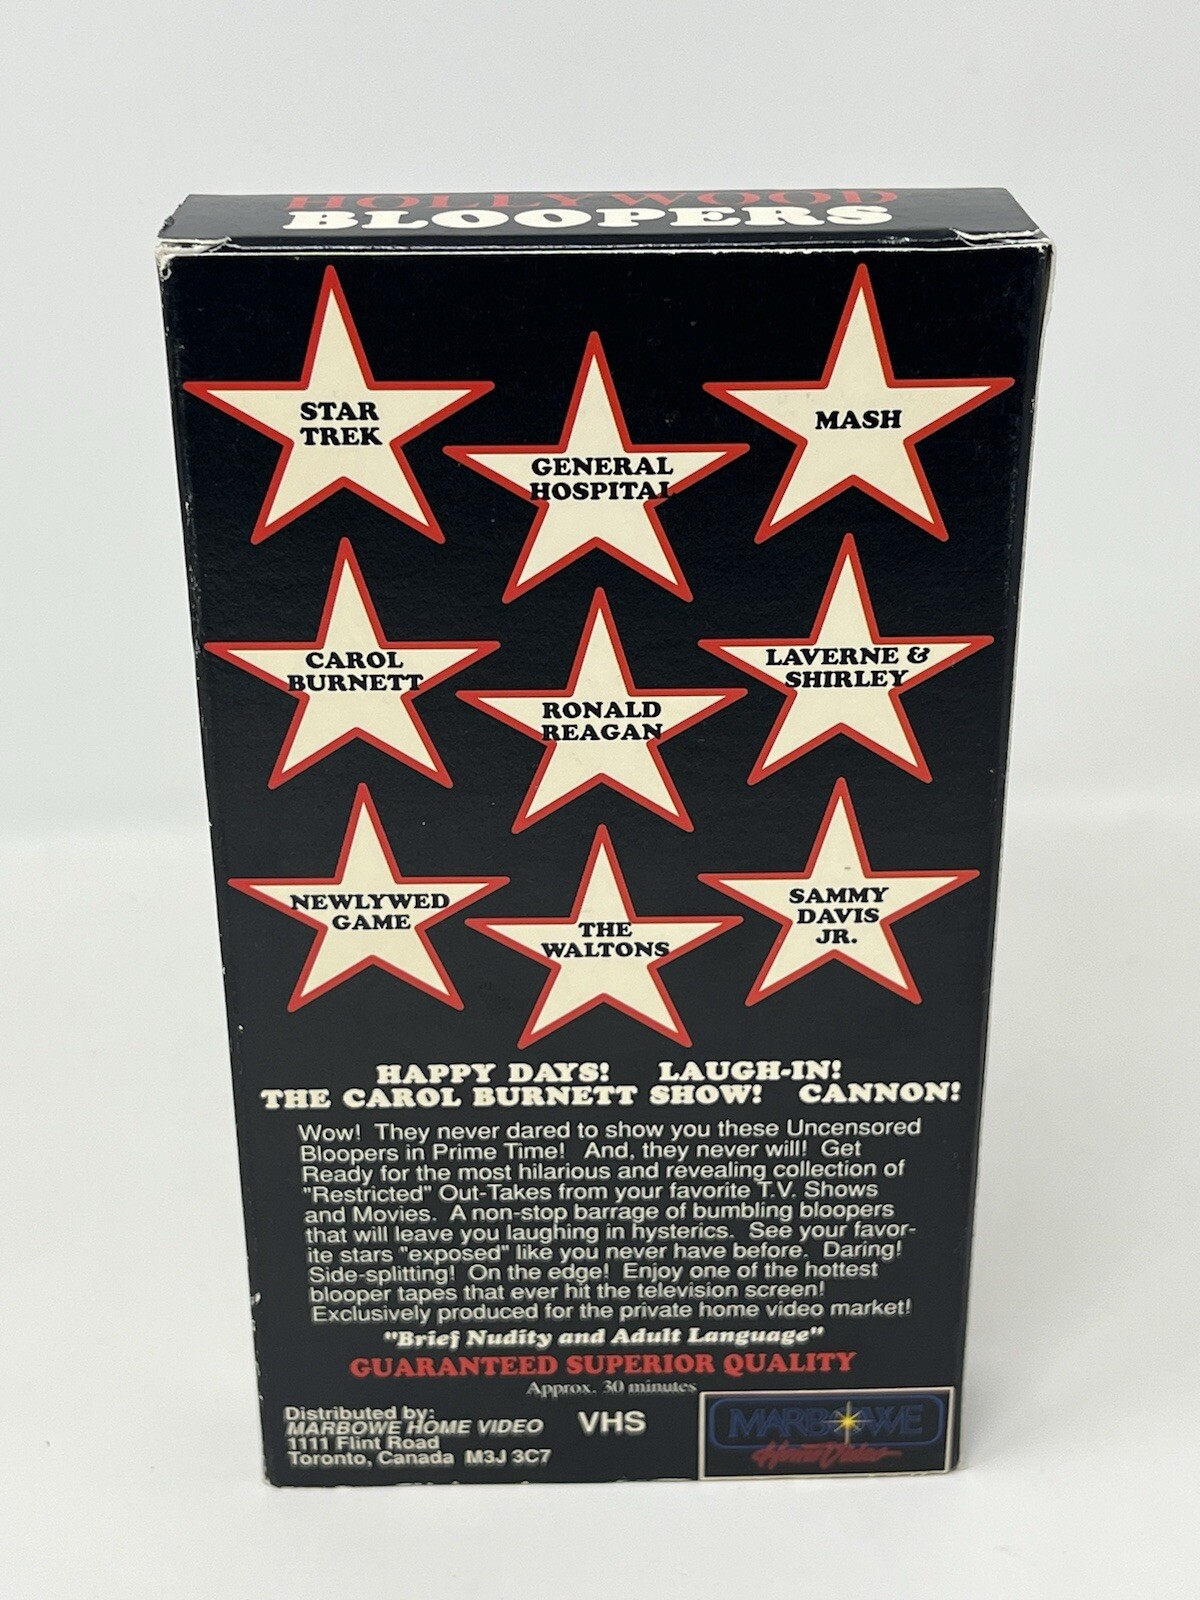 HOLLYWOOD
BLOOPERS
STAR
TREK
GENERAL
HOSPITAL
MASH
CAROL
BURNETT
RONALD
REAGAN
LAVERNE &
SHIRLEY
NEWLYWED
GAME
THE
WALTONS
SAMMY
DAVIS
JR.
HAPPY DAYS! LAUGH-IN!
THE CAROL BURNETT SHOW! CANNON!
Wow! They never dared to show you these Uncensored
Bloopers in Prime Time! And, they never will! Get
Ready for the most hilarious and revealing collection of
"Restricted" Out-Takes from your favorite T.V. Shows
and Movies. A non-stop barrage of bumbling bloopers
that will leave you laughing in hysterics. See your favor-
ite stars "exposed" like you never have before. Daring!
Side-splitting! On the edge! Enjoy one of the hottest
blooper tapes that ever hit the television screen!
Exclusively produced for the private home video market!
"Brief Nudity and Adult Language"
GUARANTEED SUPERIOR QUALITY
Approx. 30 minutes
Distributed by:
MARBOWE HOME VIDEO
1111 Flint Road
Toronto, Canada M3J 3C7
VHS
MARBOWE
Home Video